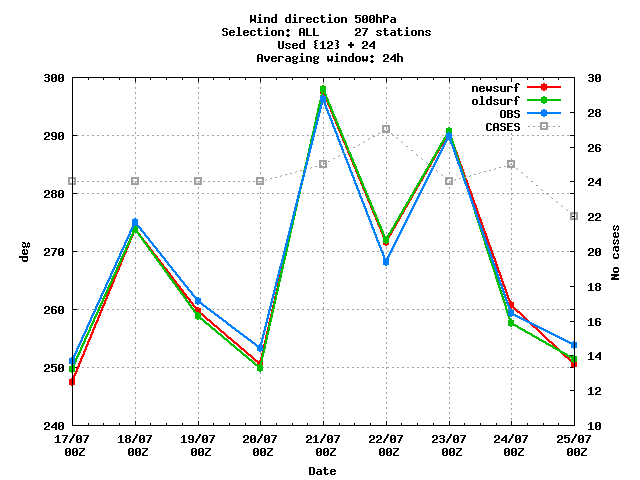 Wind direction 500hPa
Selection: ALL     27 stations
Used {12} + 24
Averaging window: 24h
newsurf
oldsurf
OBS
CASES
300
290
280
270
260
250
240
30
28
26
24
22
20
18
16
14
12
10
deg
No cases
17/07 18/07 19/07 20/07 21/07 22/07 23/07 24/07 25/07
00Z 00Z 00Z 00Z 00Z 00Z 00Z 00Z 00Z
Date